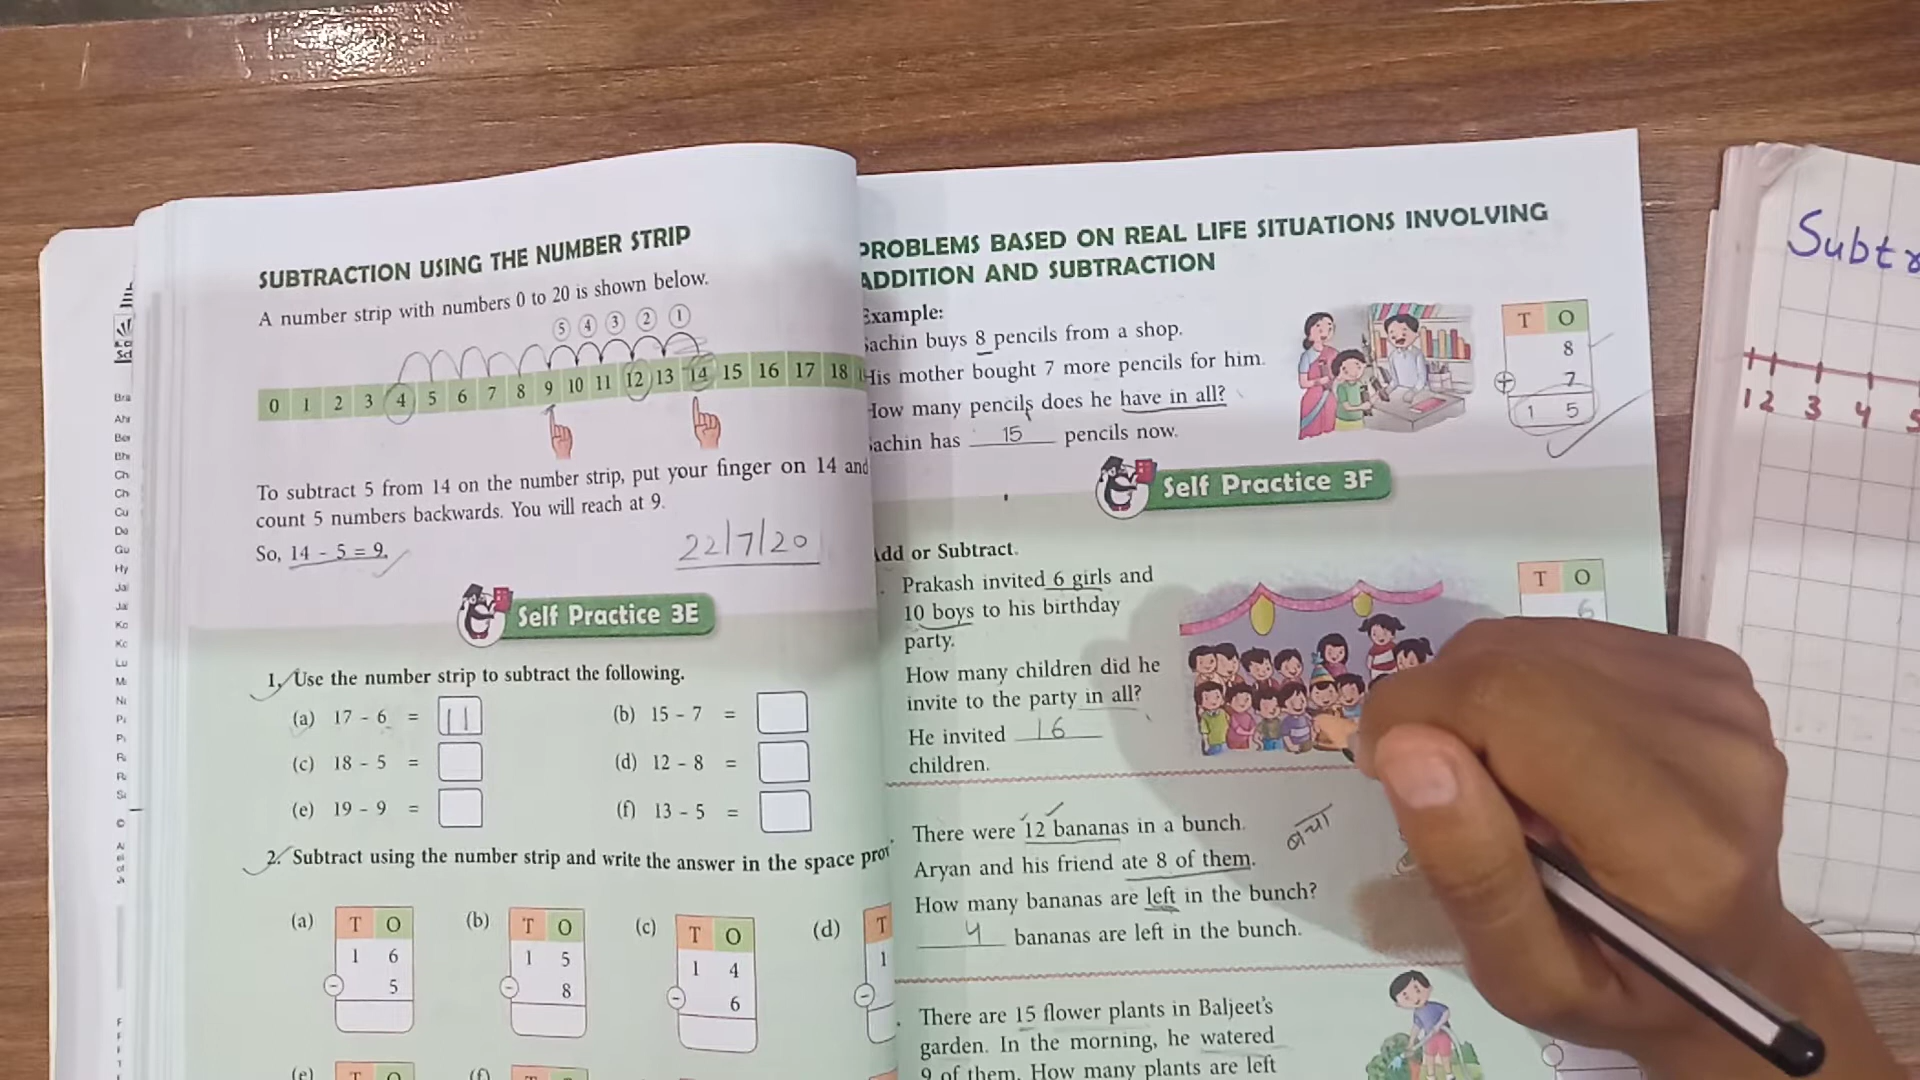 SUBTRACTION USING THE NUMBER STRIP
A number strip with numbers 0 to 20 is shown below.
5 4 3 2 1
0 1 2 3 4 5 6 7 8 9 10 11 12 13 14 15 16 17 18
To subtract 5 from 14 on the number strip, put your finger on 14 and
count 5 numbers backwards. You will reach at 9.
So, 14 - 5 = 9.
22/7/20
Self Practice 3E
1. Use the number strip to subtract the following.
(a) 17 - 6 = 11
(b) 15 - 7 =
(c) 18 - 5 =
(d) 12 - 8 =
(e) 19 - 9 =
(f) 13 - 5 =
2. Subtract using the number strip and write the answer in the space
(a) T O
1 6
- 5
(b) T O
1 5
- 8
(c) T O
1 4
- 6
(d) T
1
-
(e) T O
(f)
PROBLEMS BASED ON REAL LIFE SITUATIONS INVOLVING
ADDITION AND SUBTRACTION
Example:
Sachin buys 8 pencils from a shop.
His mother bought 7 more pencils for him.
How many pencils does he have in all?
Sachin has 15 pencils now.
T O
8
+ 7
1 5
Self Practice 3F
Add or Subtract.
Prakash invited 6 girls and
10 boys to his birthday
party.
How many children did he
invite to the party in all?
He invited 16
children.
T O
6
There were 12 bananas in a bunch.
बचा
Aryan and his friend ate 8 of them.
How many bananas are left in the bunch?
4 bananas are left in the bunch.
There are 15 flower plants in Baljeet's
garden. In the morning, he watered
9 of them. How many plants are left
Subtr
1 2 3 4 5